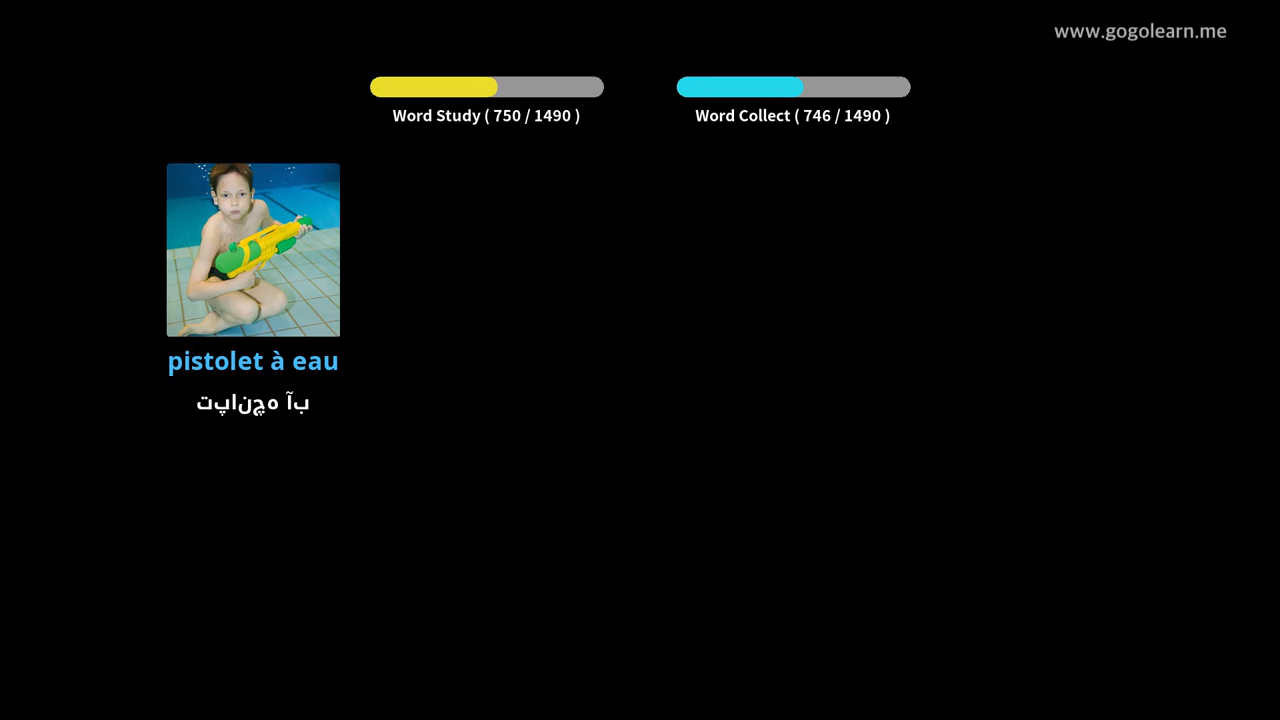 www.gogolearn.me
Word Study ( 750 / 1490 )
Word Collect ( 746 / 1490 )
pistolet à eau
تپانچه آب